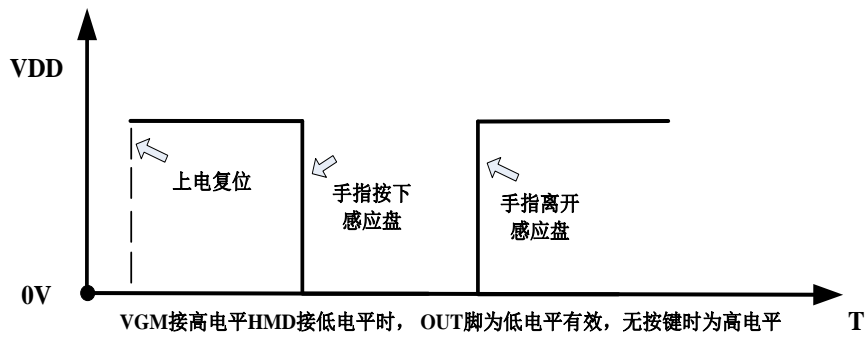 VDD
上电复位
手指按下
感应盘
手指离开
感应盘
0V
VGM接高电平HMD接低电平时， OUT脚为低电平有效，无按键时为高电平
T